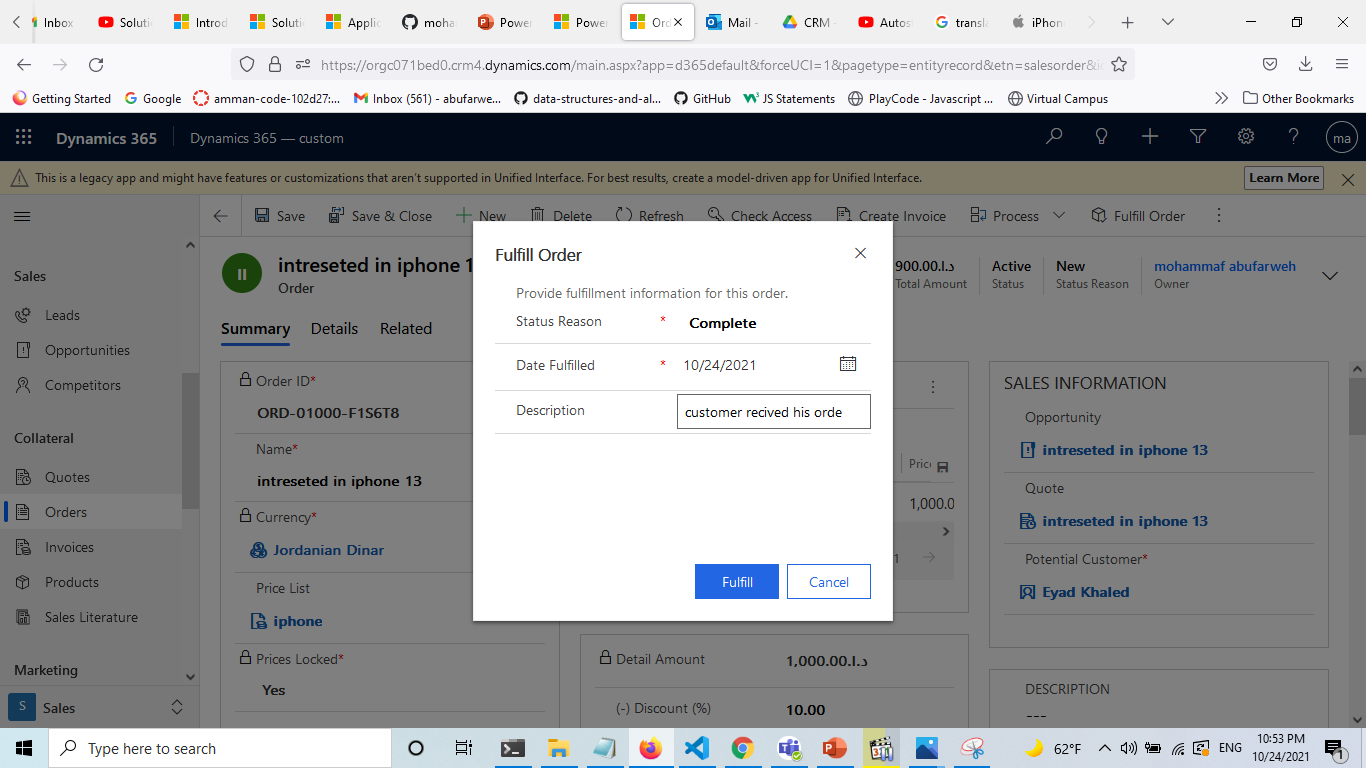 Inbox Solutio Introd Solutio Applic moha Power Power Ord Mail - CRM - Autos transla iPhon
https://orgc071bed0.crm4.dynamics.com/main.aspx?app=d365default&forceUCI=1&pagetype=entityrecord&etn=salesorder&i
Getting Started Google amman-code-102d27:... Inbox (561) - abufarwe... data-structures-and-al... GitHub JS Statements PlayCode - Javascript ... Virtual Campus Other Bookmarks
Dynamics 365 Dynamics 365 — custom ma
This is a legacy app and might have features or customizations that aren't supported in Unified Interface. For best results, create a model-driven app for Unified Interface. Learn More
Save Save & Close New Delete Refresh Check Access Create Invoice Process Fulfill Order
intreseted in iphone 1
Order
د.ا.900.00 Total Amount
Active Status
New Status Reason
mohammaf abufarweh Owner
Summary Details Related
Sales
Leads
Opportunities
Competitors
Collateral
Quotes
Orders
Invoices
Products
Sales Literature
Marketing
S Sales
Order ID*
ORD-01000-F1S6T8
Name*
intreseted in iphone 13
Currency*
Jordanian Dinar
Price List
iphone
Prices Locked*
Yes
Fulfill Order
Provide fulfillment information for this order.
Status Reason * Complete
Date Fulfilled * 10/24/2021
Description customer recived his orde
Fulfill Cancel
Pric
1,000.0
1
Detail Amount د.ا.1,000.00
(-) Discount (%) 10.00
SALES INFORMATION
Opportunity
intreseted in iphone 13
Quote
intreseted in iphone 13
Potential Customer*
Eyad Khaled
DESCRIPTION
---
Type here to search
31
62°F ENG
10:53 PM
10/24/2021
1